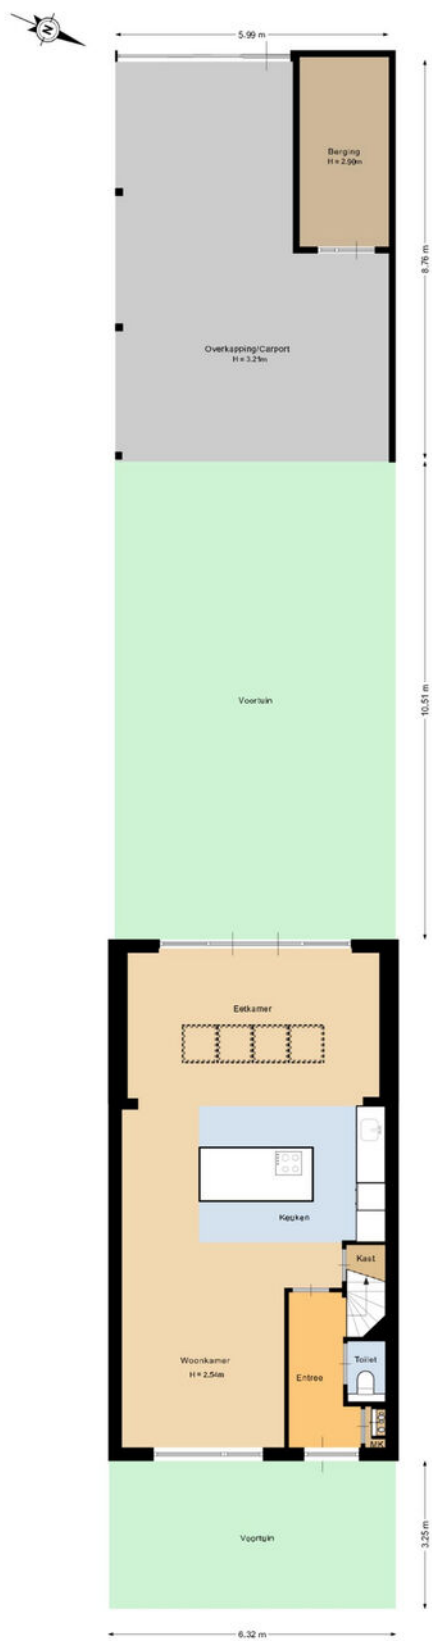 N
5.99 m
Berging
H = 2.90m
8.76 m
Overkapping/Carport
H = 3.21m
Voortuin
10.51 m
Eetkamer
Keuken
Kast
Woonkamer
H = 2.54m
Entree
Toilet
MK
Voortuin
3.25 m
6.32 m